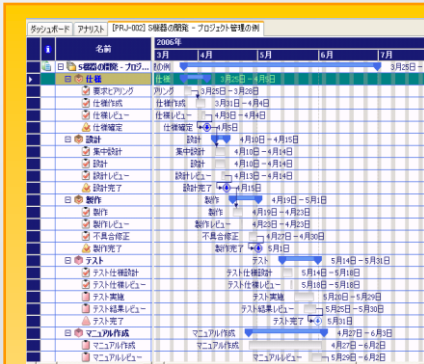 ダッシュボード アナリスト [PRJ-002] S機器の開発 - プロジェクト管理の例
名前 2006年
3月 4月 5月 6月 7月
S機器の開発 - プロジ... 理の例 3月25日 -
仕様 仕様 3月25日 - 4月5日
要求ヒアリング アリング 3月25日 - 3月28日
仕様作成 仕様作成 3月31日 - 4月4日
仕様レビュー 仕様レビュー 4月3日 - 4月4日
仕様確定 仕様確定 4月5日
設計 設計 4月10日 - 4月15日
集中設計 集中設計 4月10日 - 4月14日
設計 設計 4月10日 - 4月14日
設計レビュー 設計レビュー 4月13日 - 4月14日
設計完了 設計完了 4月15日
製作 製作 4月19日 - 5月1日
製作 製作 4月19日 - 4月23日
製作レビュー 製作レビュー 4月23日 - 4月23日
不具合修正 不具合修正 4月27日 - 4月30日
製作完了 製作完了 5月1日
テスト テスト 5月14日 - 5月31日
テスト仕様設計 テスト仕様設計 5月14日 - 5月18日
テスト仕様レビュー テスト仕様レビュー 5月18日 - 5月18日
テスト実施 テスト実施 5月20日 - 5月29日
テスト結果レビュー テスト結果レビュー 5月25日 - 5月30日
テスト完了 テスト完了 5月31日
マニュアル作成 マニュアル作成 4月27日 - 6月3日
マニュアル作成 マニュアル作成 4月27日 - 6月2日
マニュアルレビュー マニュアルレビュー 5月29日 - 6月2日